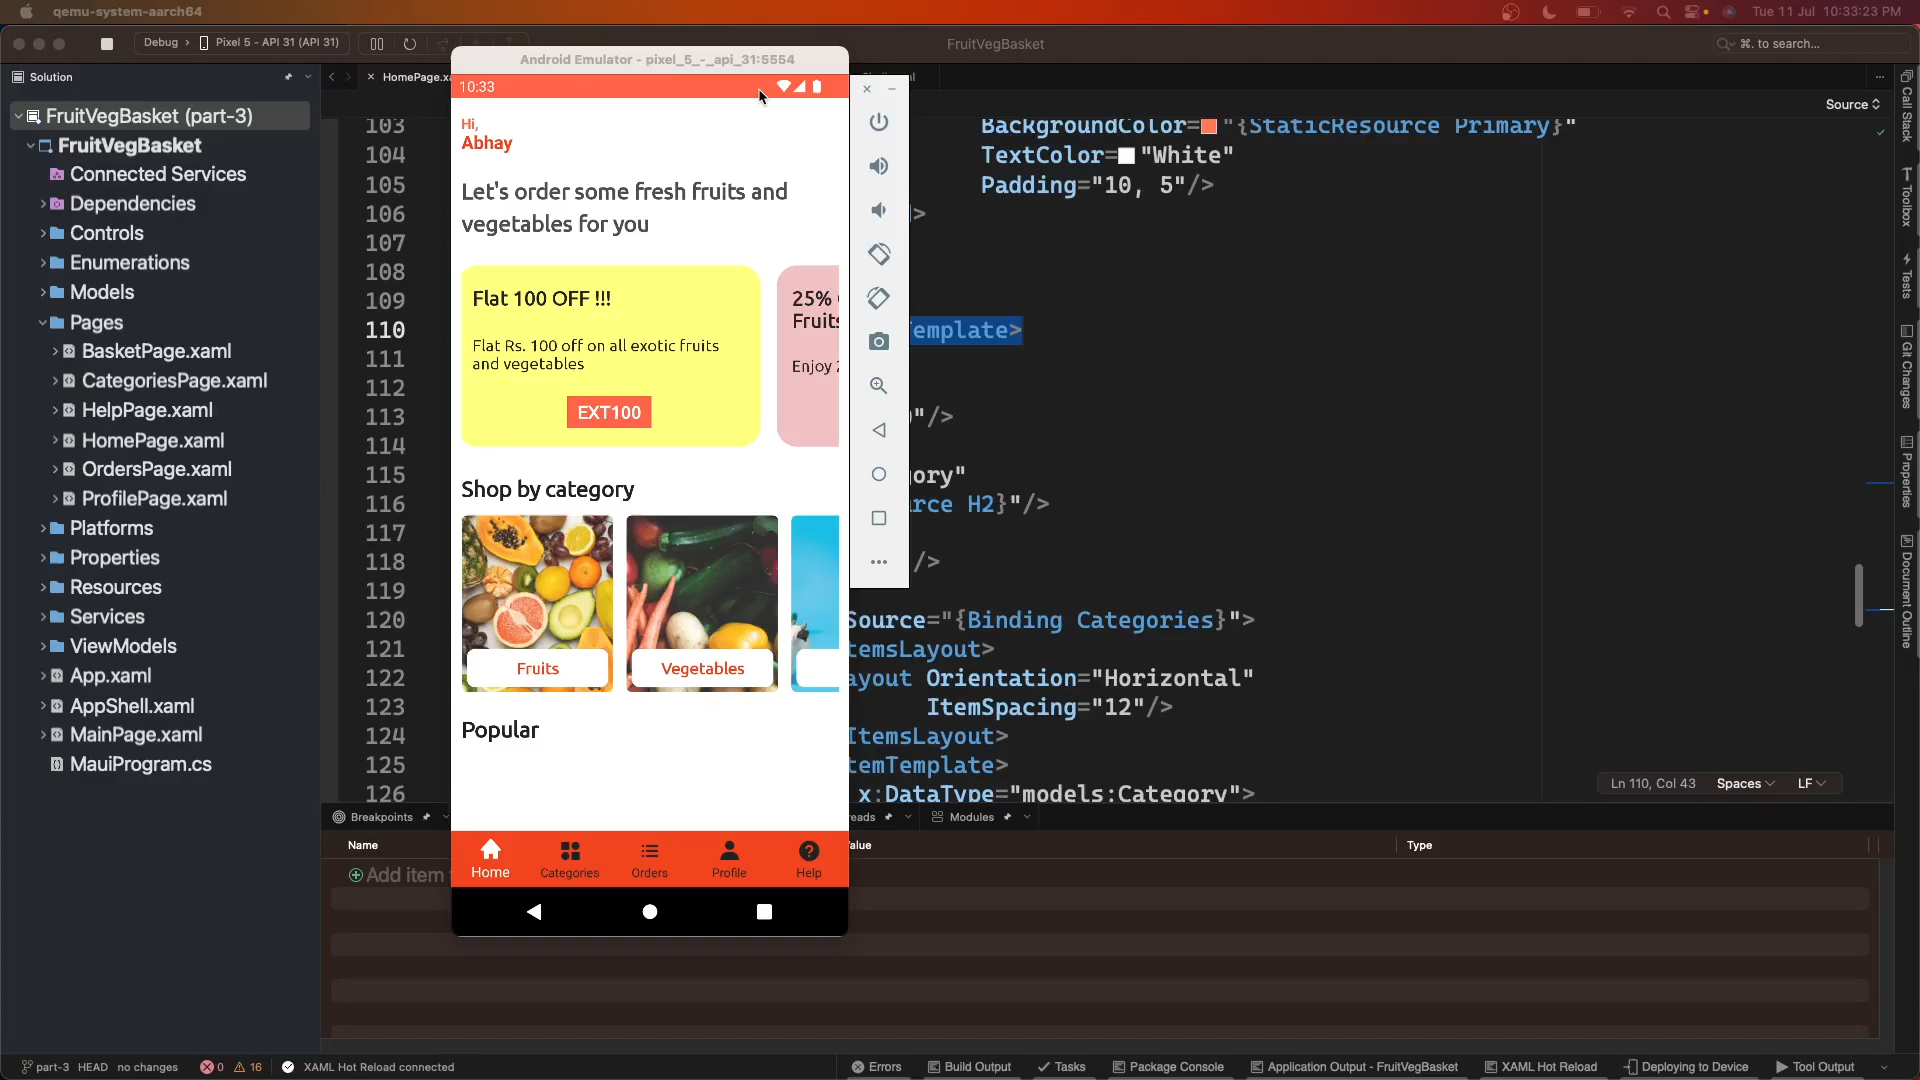 qemu-system-aarch64
Tue 11 Jul 10:33:23 PM
Debug > Pixel 5 - API 31 (API 31)
FruitVegBasket
⌘. to search...
Solution
HomePage.xa
Source
FruitVegBasket (part-3)
FruitVegBasket
Connected Services
Dependencies
Controls
Enumerations
Models
Pages
BasketPage.xaml
CategoriesPage.xaml
HelpPage.xaml
HomePage.xaml
OrdersPage.xaml
ProfilePage.xaml
Platforms
Properties
Resources
Services
ViewModels
App.xaml
AppShell.xaml
MainPage.xaml
MauiProgram.cs
Android Emulator - pixel_5_-_api_31:5554
10:33
Hi,
Abhay
Let's order some fresh fruits and
vegetables for you
Flat 100 OFF !!!
Flat Rs. 100 off on all exotic fruits
and vegetables
EXT100
25%
Fruits
Enjoy
Shop by category
Fruits
Vegetables
Popular
Home
Categories
Orders
Profile
Help
103 BackgroundColor="{StaticResource Primary}"
104 TextColor="White"
105 Padding="10, 5"/>
106 >
107
108
109
110 emplate>
111
112
113 "/>
114
115 ory"
116 rce H2}"/>
117
118 />
119
120 Source="{Binding Categories}">
121 temsLayout>
122 ayout Orientation="Horizontal"
123 ItemSpacing="12"/>
124 ItemsLayout>
125 emTemplate>
126 x:DataType="models:Category">
Ln 110, Col 43
Spaces
LF
Call Stack
Toolbox
Tests
Git Changes
Properties
Document Outline
Breakpoints
reads
Modules
Name
alue
Type
Add item
part-3 HEAD no changes
0
16
XAML Hot Reload connected
Errors
Build Output
Tasks
Package Console
Application Output - FruitVegBasket
XAML Hot Reload
Deploying to Device
Tool Output